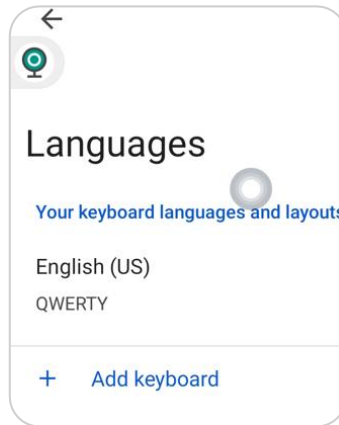 Languages
Your keyboard languages and layouts
English (US)
QWERTY
+ Add keyboard